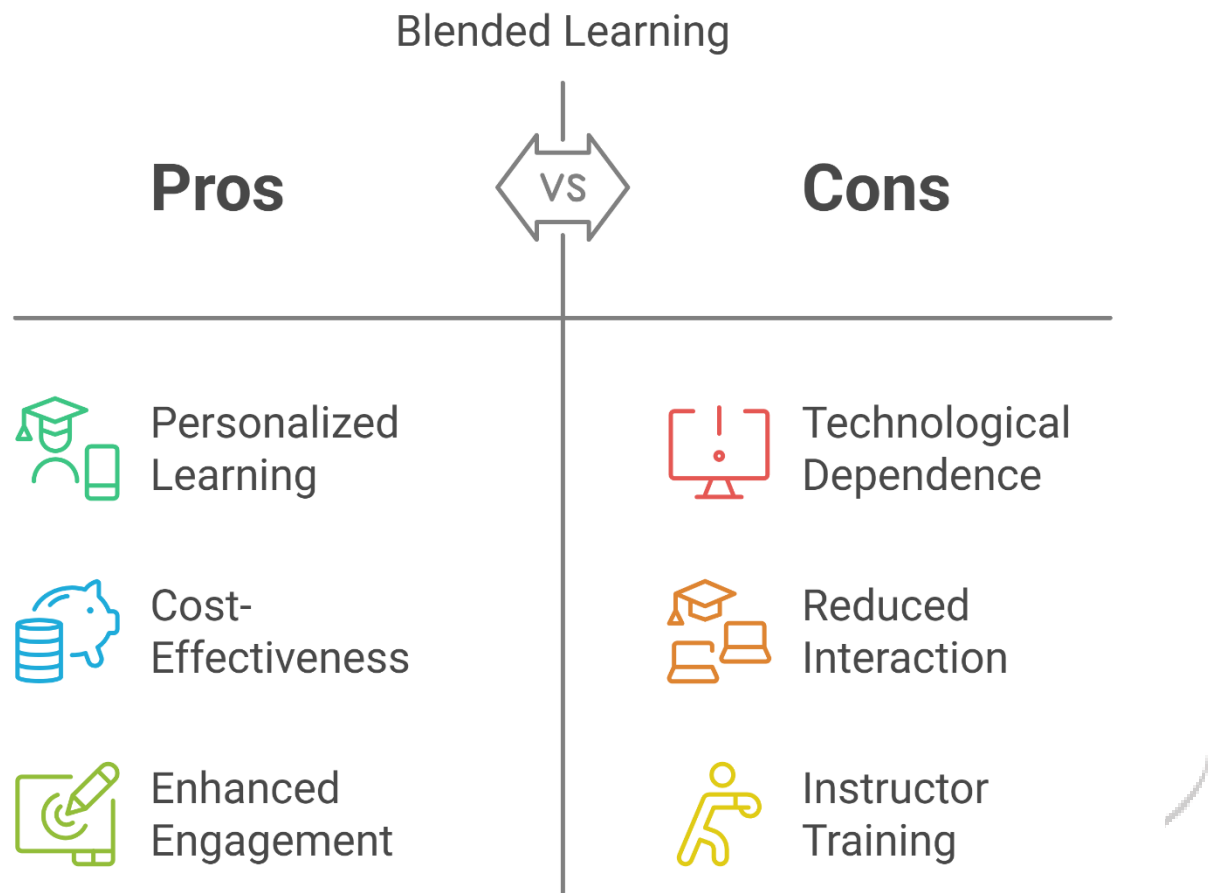 Blended Learning
Pros
VS
Cons
Personalized
Learning
Technological
Dependence
Cost-
Effectiveness
Reduced
Interaction
Enhanced
Engagement
Instructor
Training